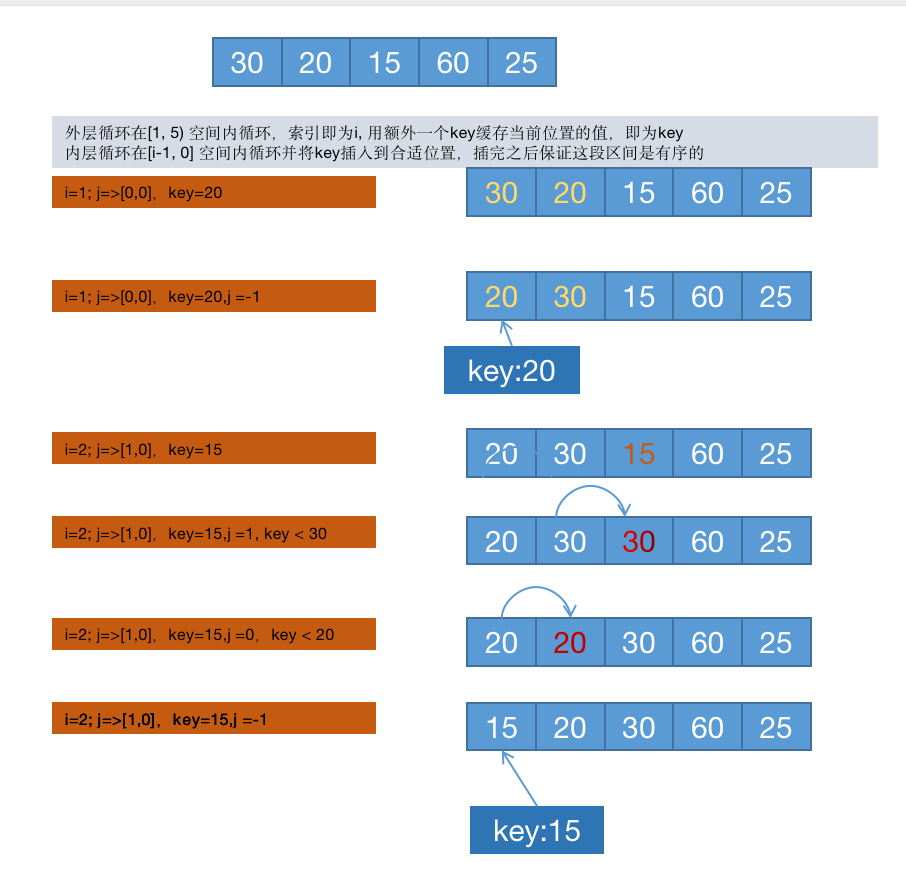 30 20 15 60 25
外层循环在[1, 5) 空间内循环，索引即为i, 用额外一个key缓存当前位置的值，即为key
内层循环在[i-1, 0] 空间内循环并将key插入到合适位置，插完之后保证这段区间是有序的
i=1; j=>[0,0]，key=20
30 20 15 60 25
i=1; j=>[0,0]，key=20,j =-1
20 30 15 60 25
key:20
i=2; j=>[1,0]，key=15
20 30 15 60 25
i=2; j=>[1,0]，key=15,j =1, key < 30
20 30 30 60 25
i=2; j=>[1,0]，key=15,j =0，key < 20
20 20 30 60 25
i=2; j=>[1,0]，key=15,j =-1
15 20 30 60 25
key:15